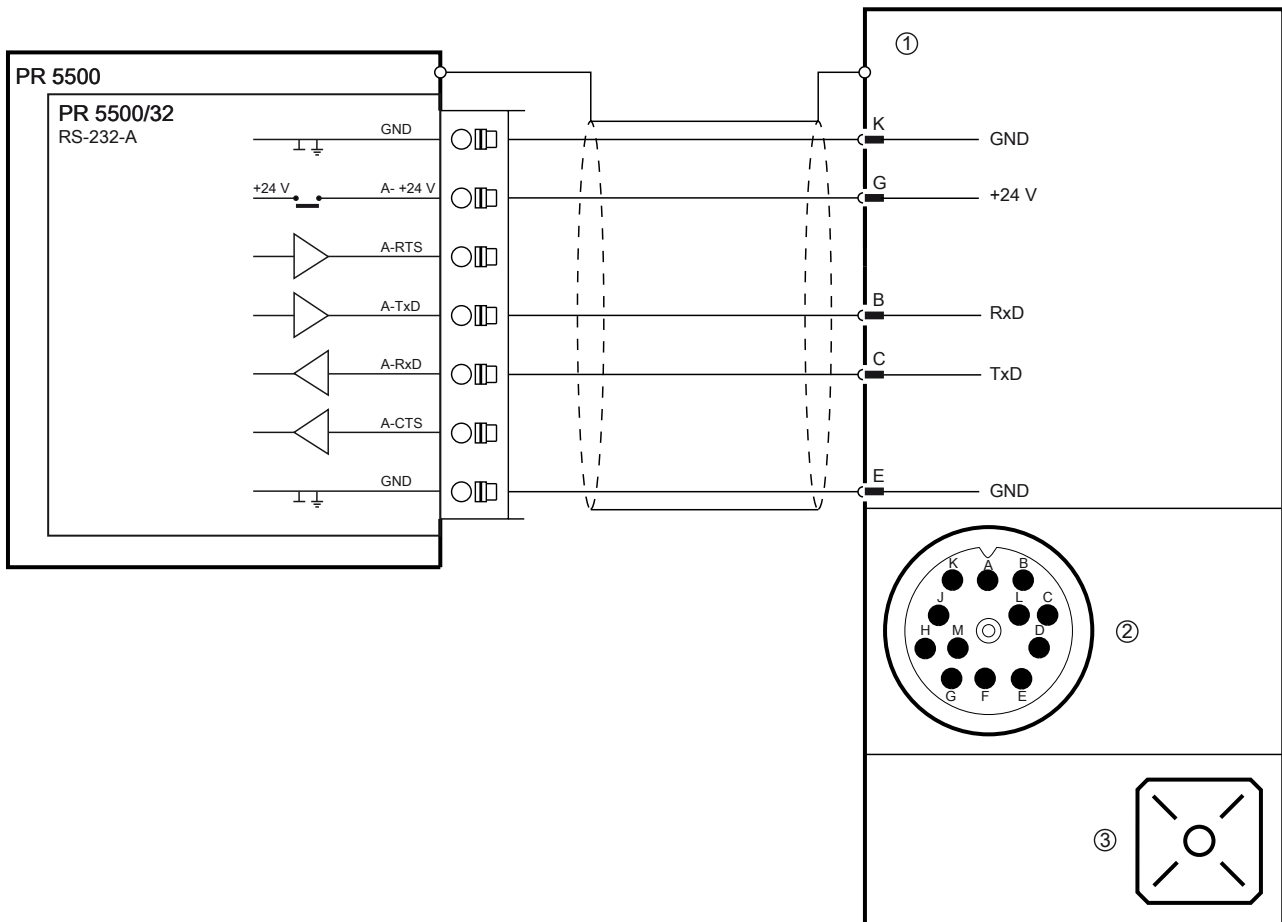 ①
PR 5500
PR 5500/32
RS-232-A
GND
K
GND
+24 V
A- +24 V
G
+24 V
A-RTS
A-TxD
B
RxD
A-RxD
C
TxD
A-CTS
GND
E
GND
K
A
B
J
L
C
H
M
D
②
G
F
E
③